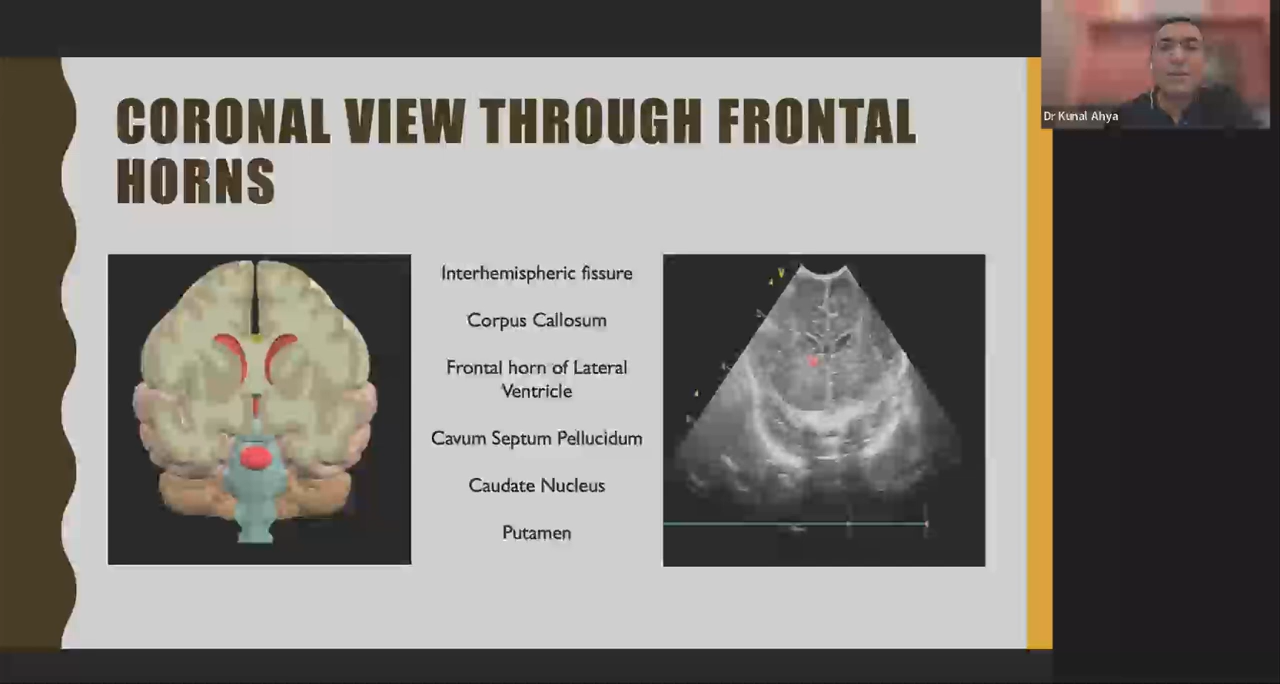 CORONAL VIEW THROUGH FRONTAL
HORNS
Interhemispheric fissure
Corpus Callosum
Frontal horn of Lateral
Ventricle
Cavum Septum Pellucidum
Caudate Nucleus
Putamen
Dr Kunal Ahya